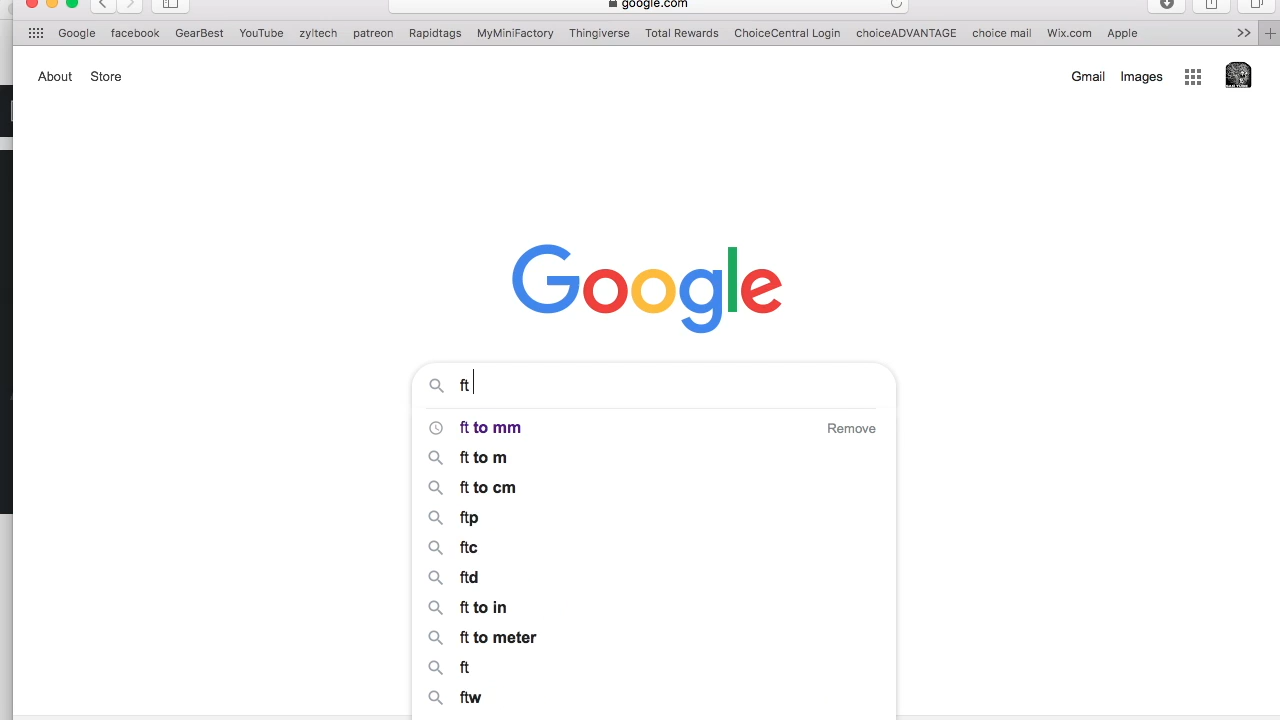 google.com
Google facebook GearBest YouTube zyltech patreon Rapidtags MyMiniFactory Thingiverse Total Rewards ChoiceCentral Login choiceADVANTAGE choice mail Wix.com Apple >>
About Store Gmail Images
Google
ft
ft to mm Remove
ft to m
ft to cm
ftp
ftc
ftd
ft to in
ft to meter
ft
ftw